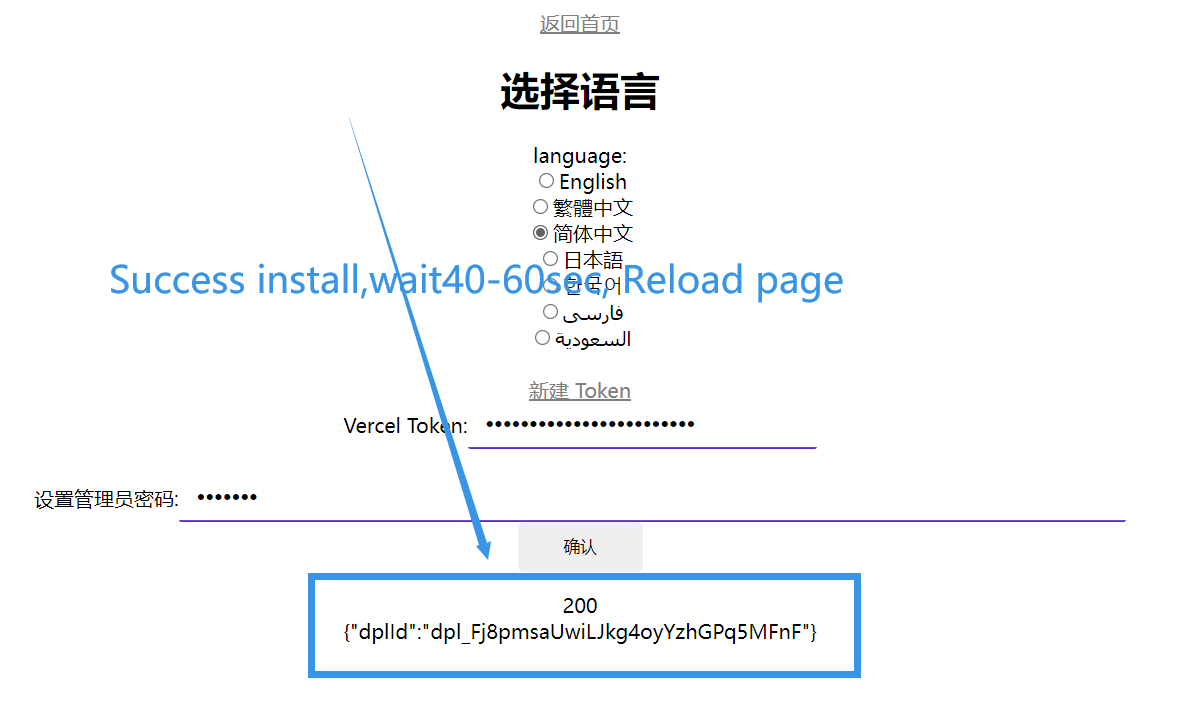 返回首页
选择语言
language:
English
繁體中文
简体中文
日本語
한국어
Success install,wait40-60sec, Reload page
فارسی
السعودية
新建 Token
Vercel Token: ••••••••••••••••••••••••
设置管理员密码: •••••••
确认
200
{"dplId":"dpl_Fj8pmsaUwiLJkg4oyYzhGPq5MFnF"}